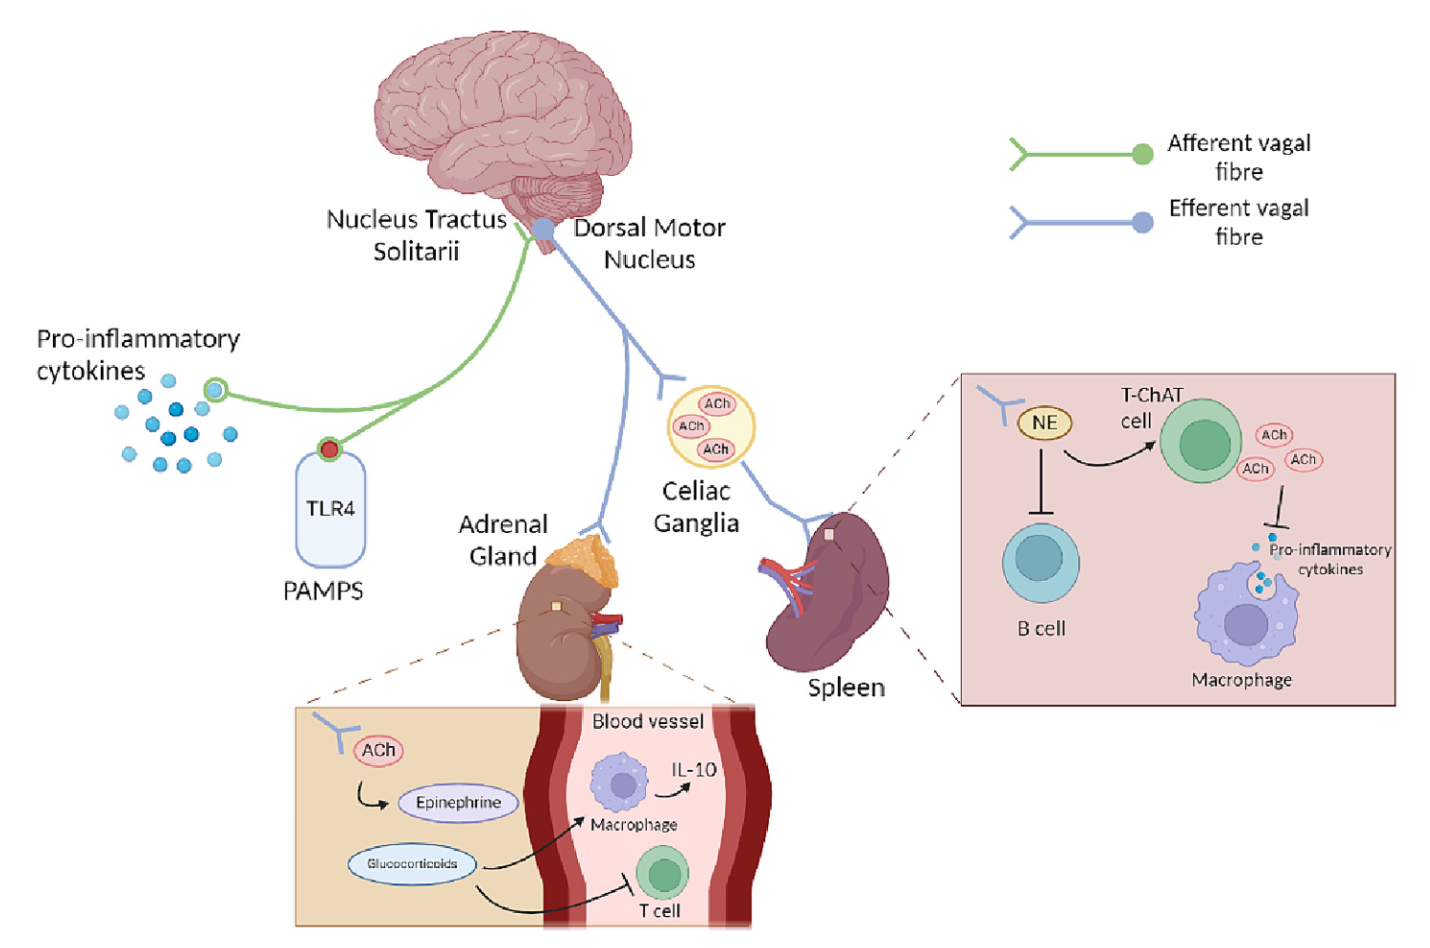 Afferent vagal
fibre
Efferent vagal
fibre
Nucleus Tractus
Solitarii
Dorsal Motor
Nucleus
Pro-inflammatory
cytokines
TLR4
PAMPS
ACh
ACh
ACh
Celiac
Ganglia
Adrenal
Gland
Spleen
NE
T-ChAT
cell
ACh
ACh
ACh
Pro-inflammatory
cytokines
B cell
Macrophage
Blood vessel
ACh
IL-10
Epinephrine
Macrophage
Glucocorticoids
T cell